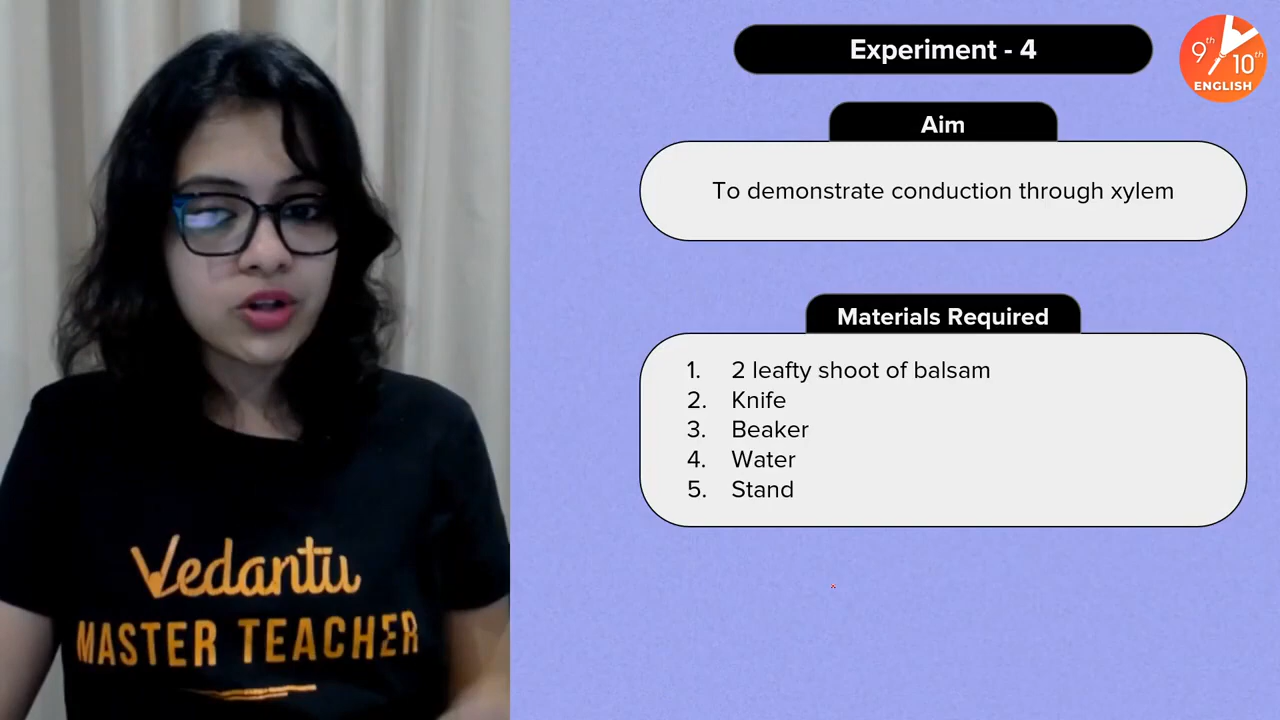 Experiment - 4
9th
10th
ENGLISH
Aim
To demonstrate conduction through xylem
Materials Required
1. 2 leafty shoot of balsam
2. Knife
3. Beaker
4. Water
5. Stand
Vedantu
MASTER TEACHER